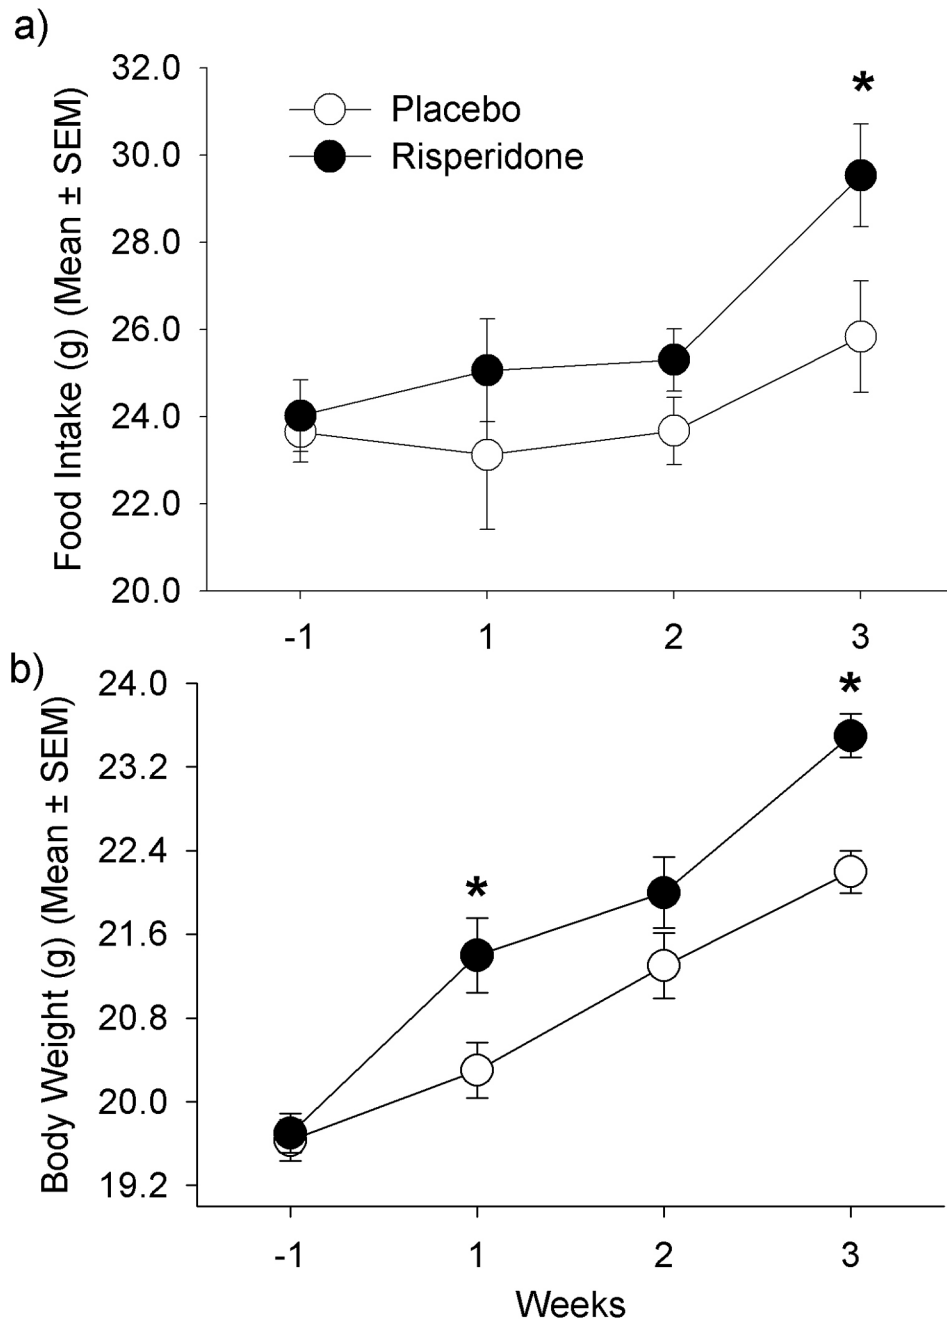 a)
Food Intake (g) (Mean ± SEM)
32.0
*
Placebo
Risperidone
30.0
28.0
26.0
24.0
22.0
20.0
-1 1 2 3
b)
Body Weight (g) (Mean ± SEM)
24.0
*
23.2
22.4
*
21.6
20.8
20.0
19.2
-1 1 2 3
Weeks